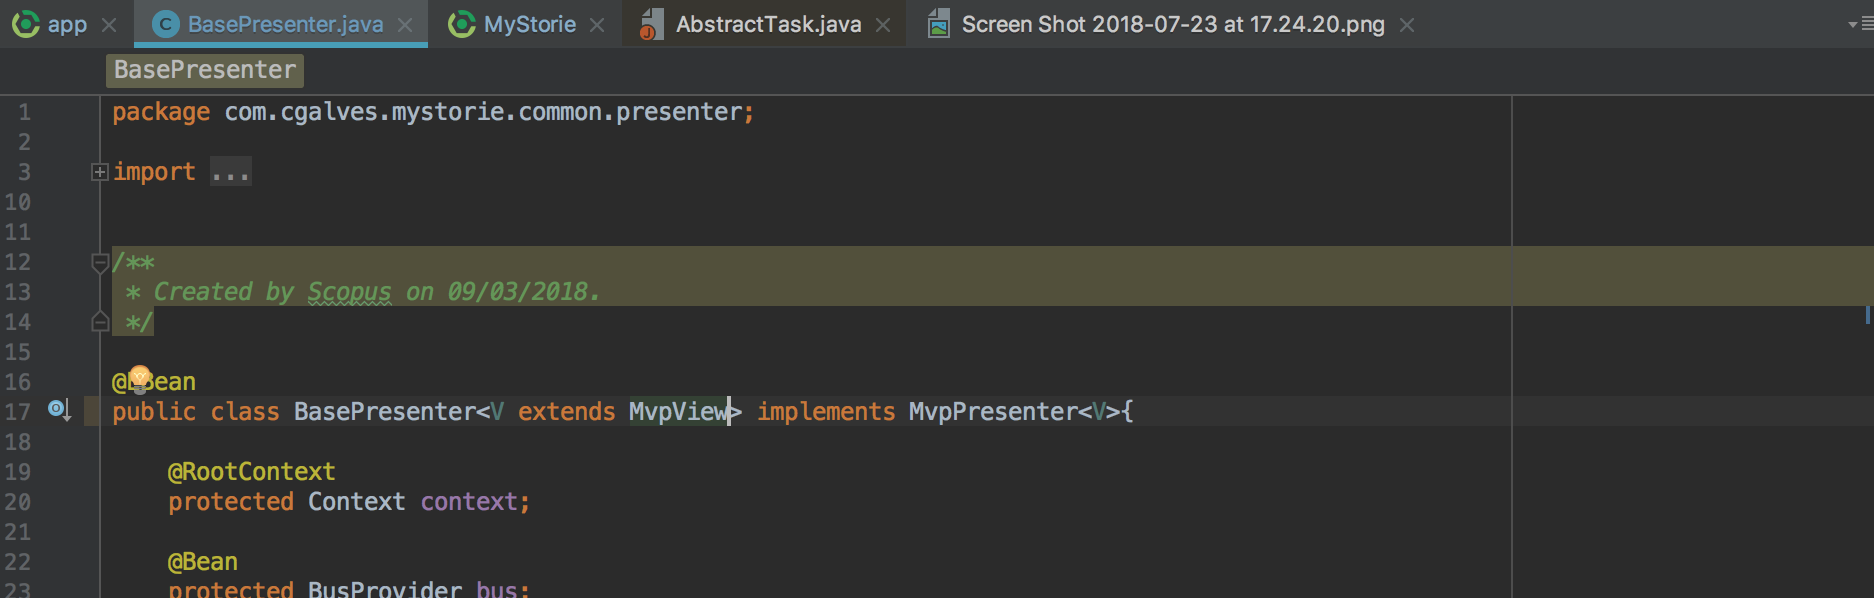 app BasePresenter.java MyStorie AbstractTask.java Screen Shot 2018-07-23 at 17.24.20.png
BasePresenter
1 package com.cgalves.mystorie.common.presenter;
2
3 import ...
10
11
12 /**
13 * Created by Scopus on 09/03/2018.
14 */
15
16 @EBean
17 public class BasePresenter<V extends MvpView> implements MvpPresenter<V>{
18
19 @RootContext
20 protected Context context;
21
22 @Bean
23 protected BusProvider bus;